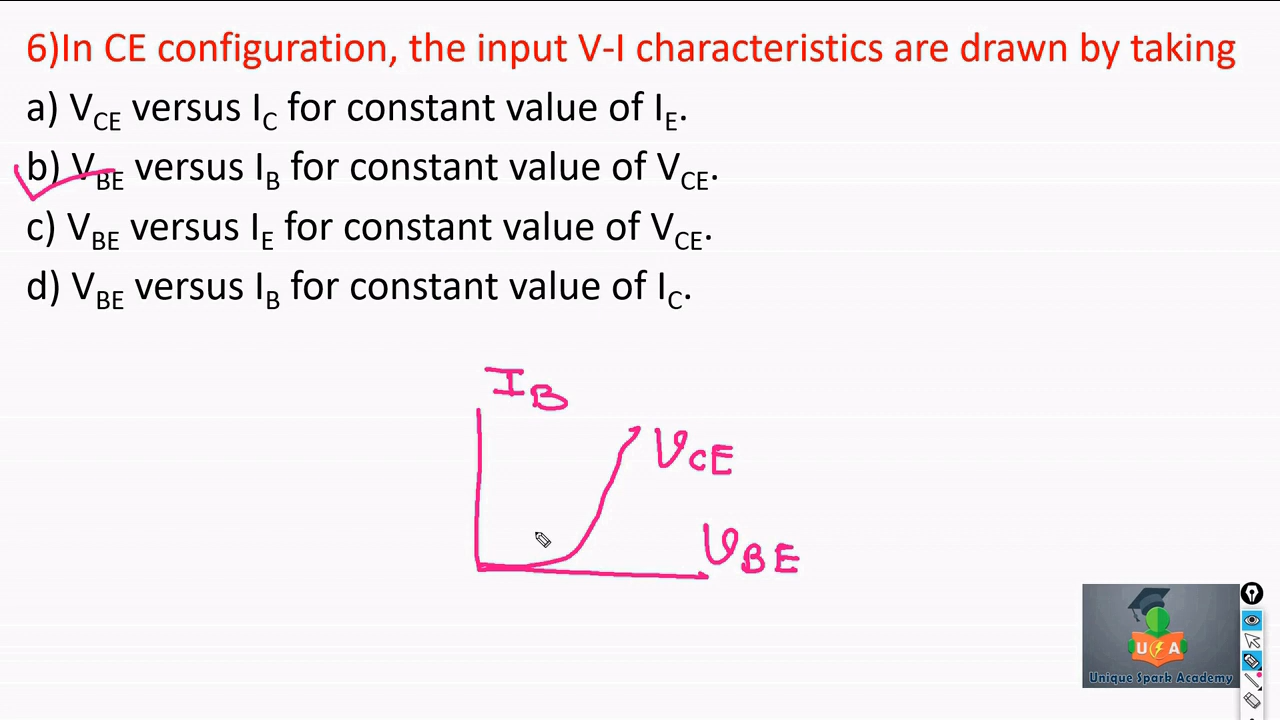 6)In CE configuration, the input V-I characteristics are drawn by taking
a) VCE versus IC for constant value of IE.
b) VBE versus IB for constant value of VCE.
c) VBE versus IE for constant value of VCE.
d) VBE versus IB for constant value of IC.
IB
VCE
VBE
U A
Unique Spark Academy